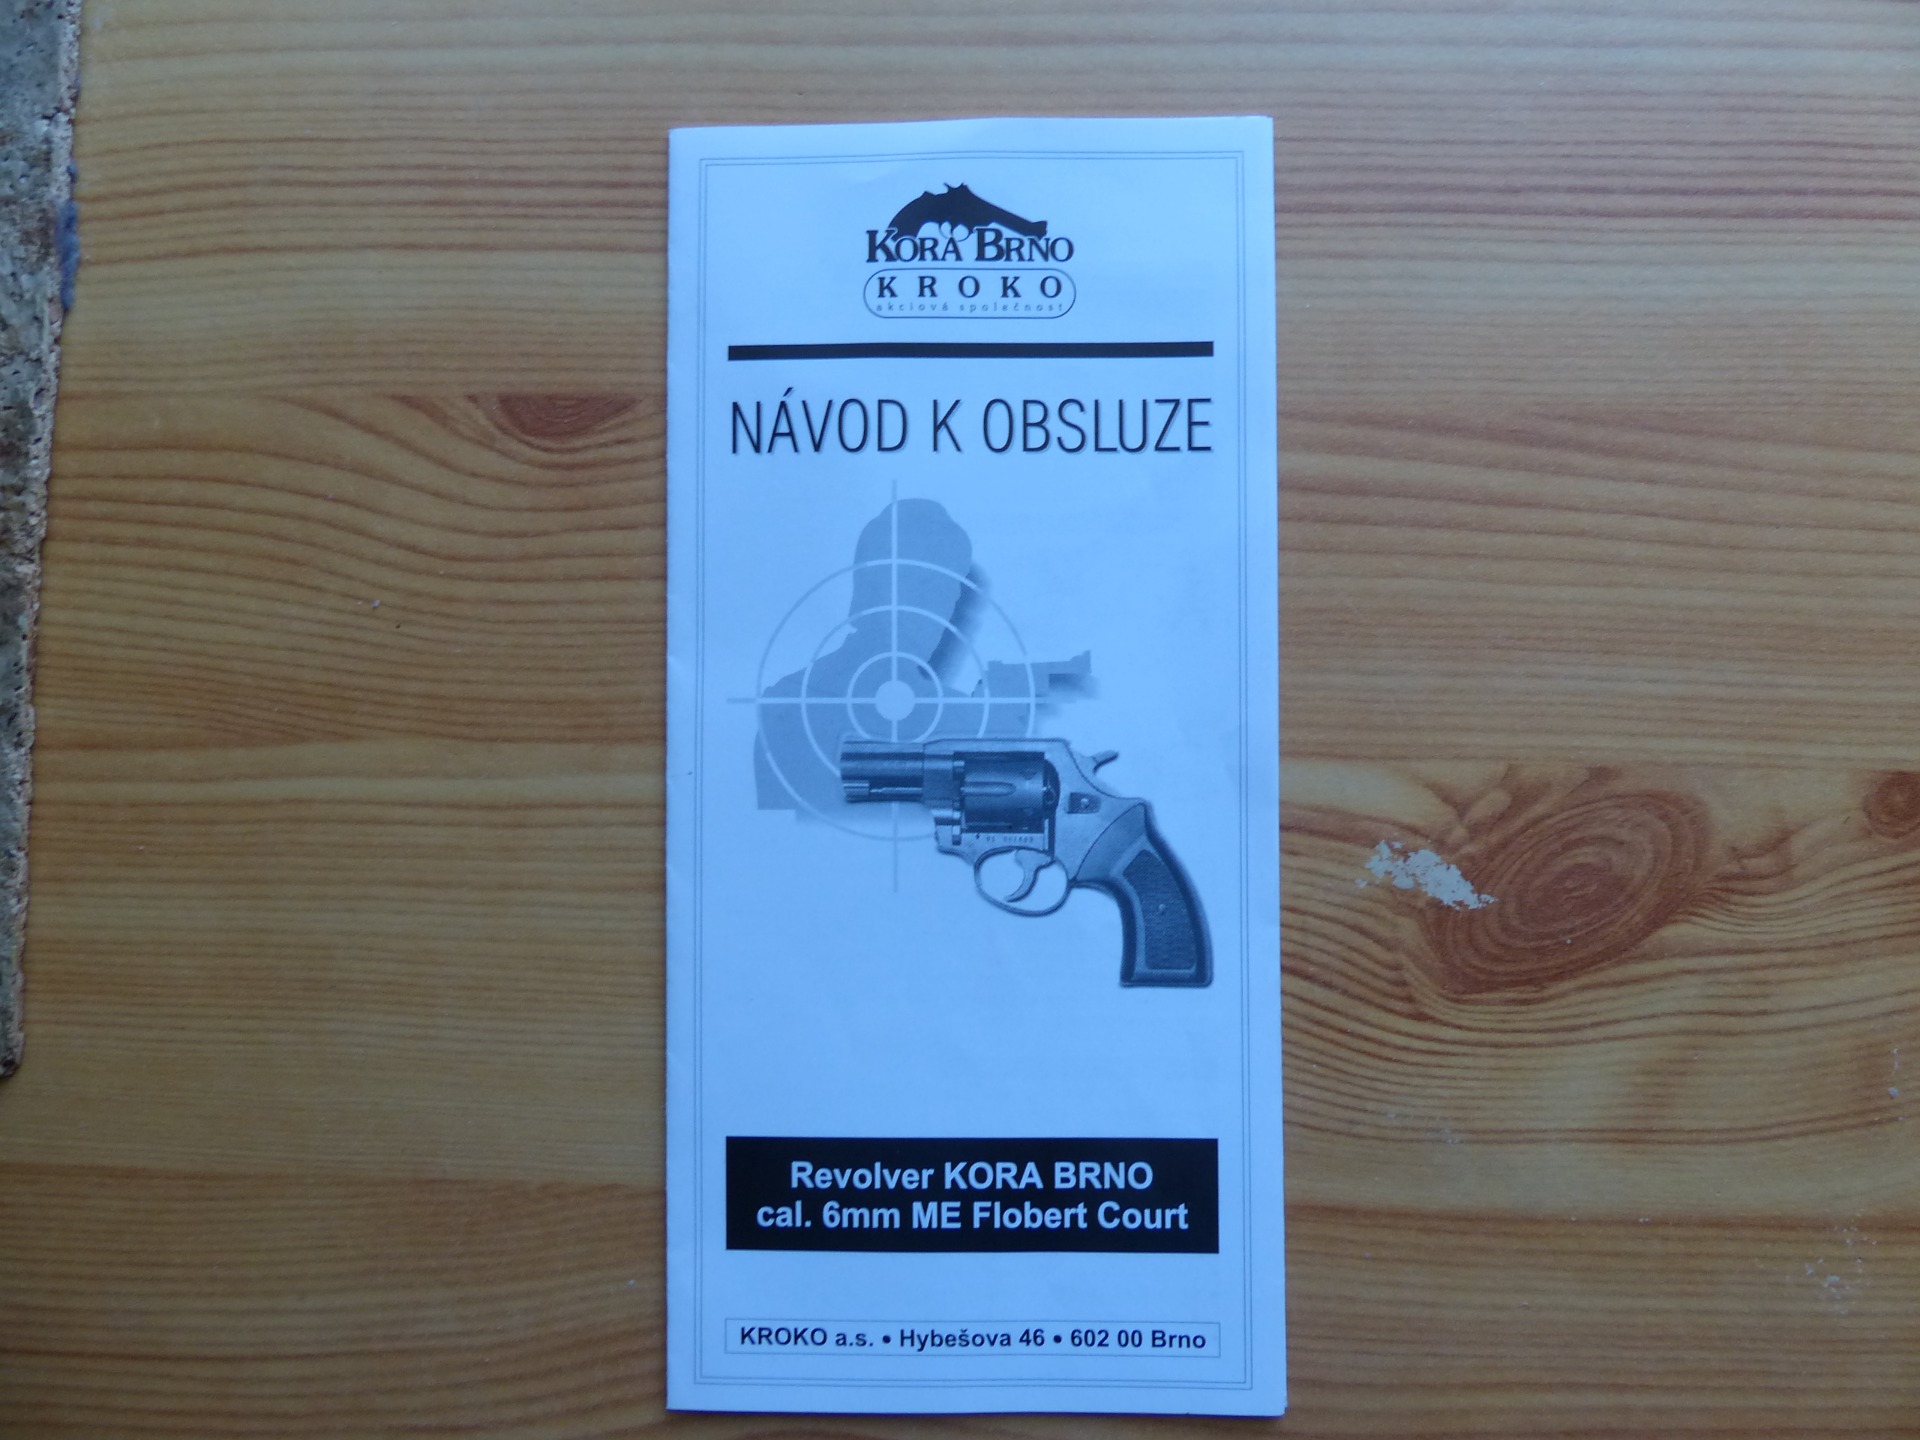 KORA BRNO
KROKO
akciová společnost
NÁVOD K OBSLUZE
Revolver KORA BRNO
cal. 6mm ME Flobert Court
KROKO a.s. • Hybešova 46 • 602 00 Brno